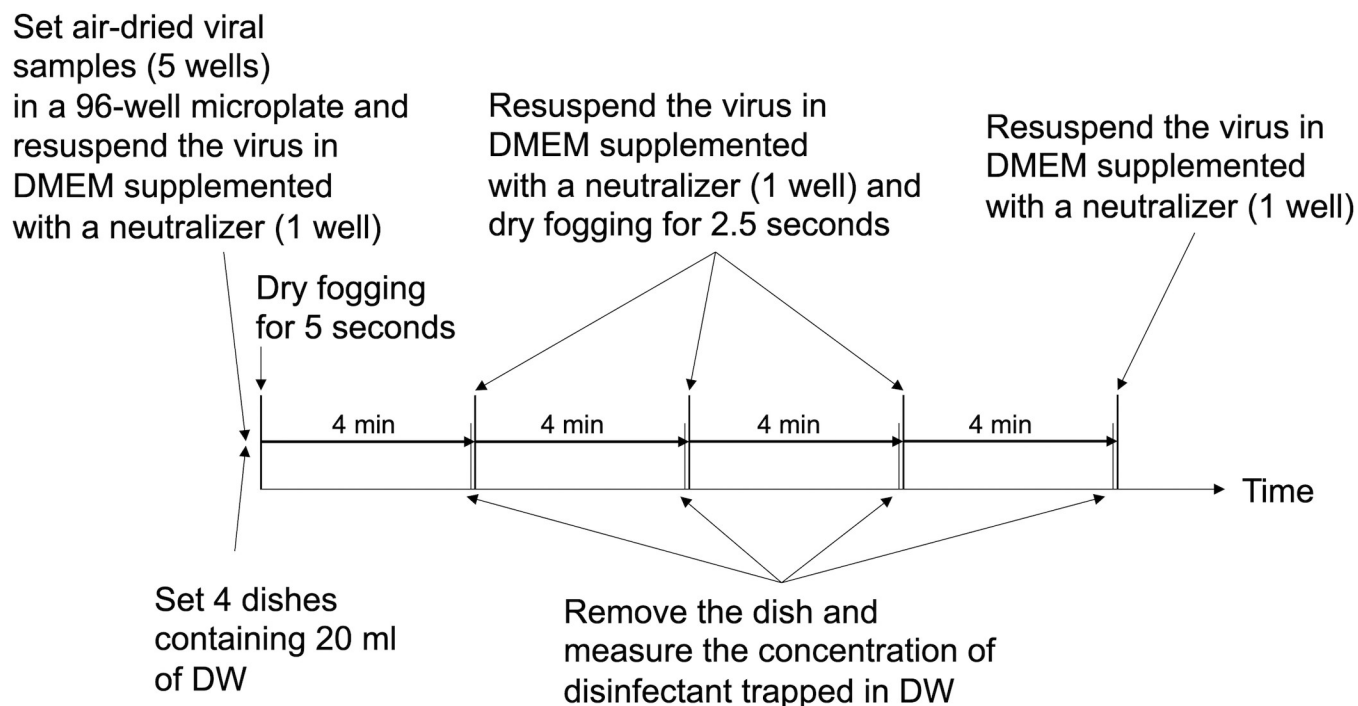 Set air-dried viral
samples (5 wells)
in a 96-well microplate and
resuspend the virus in
DMEM supplemented
with a neutralizer (1 well)
Resuspend the virus in
DMEM supplemented
with a neutralizer (1 well) and
dry fogging for 2.5 seconds
Resuspend the virus in
DMEM supplemented
with a neutralizer (1 well)
Dry fogging
for 5 seconds
4 min
4 min
4 min
4 min
Time
Set 4 dishes
containing 20 ml
of DW
Remove the dish and
measure the concentration of
disinfectant trapped in DW